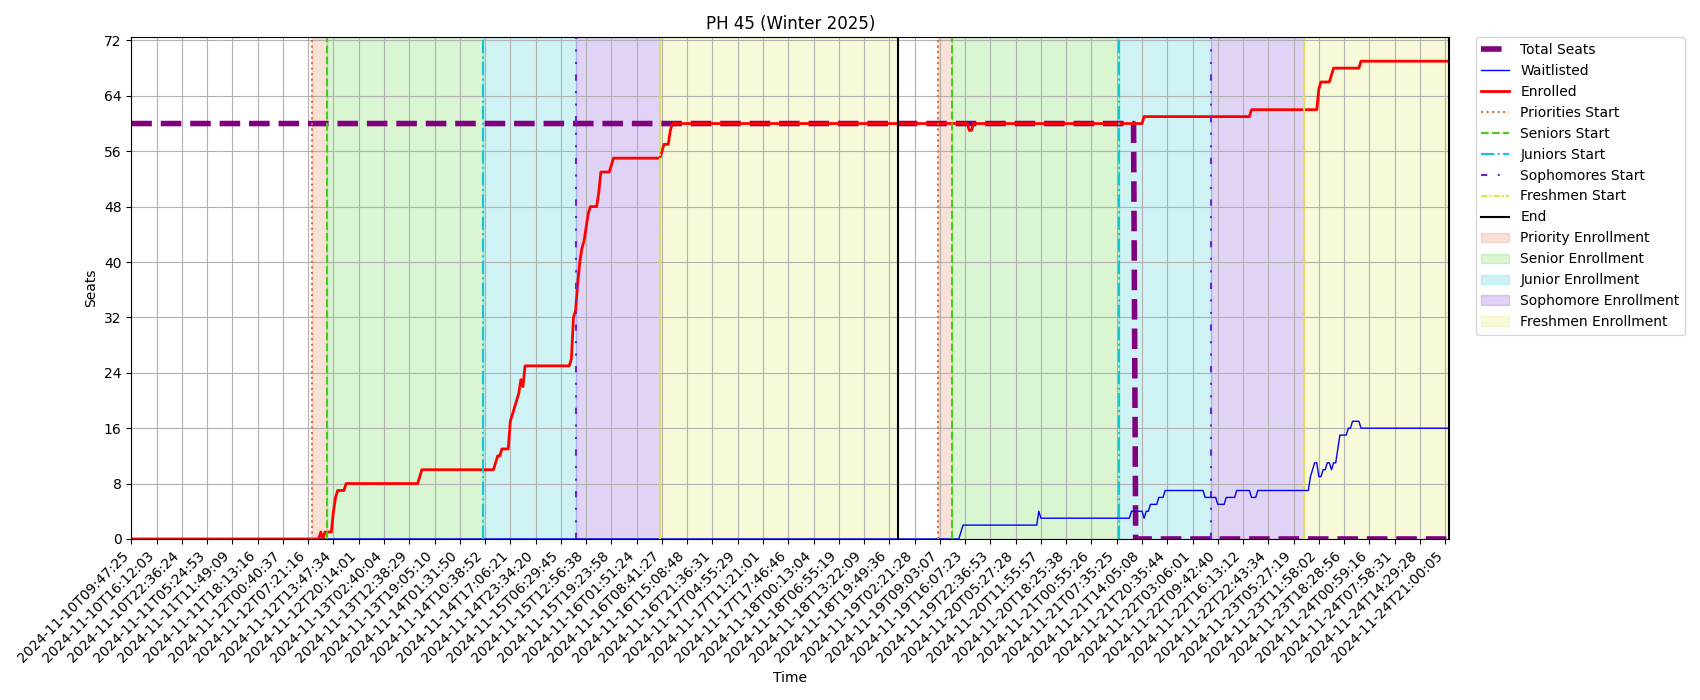 PH 45 (Winter 2025)
72
64
56
48
40
32
24
16
8
0
Seats
2024-11-10T09:47:25
2024-11-10T16:12:03
2024-11-10T22:36:24
2024-11-11T05:24:53
2024-11-11T11:49:09
2024-11-11T18:13:16
2024-11-12T00:40:37
2024-11-12T07:21:16
2024-11-12T13:47:34
2024-11-12T20:14:01
2024-11-13T02:40:04
2024-11-13T12:38:29
2024-11-13T19:05:10
2024-11-14T01:31:50
2024-11-14T10:38:52
2024-11-14T17:06:21
2024-11-14T23:34:20
2024-11-15T06:29:45
2024-11-15T12:56:38
2024-11-15T19:23:58
2024-11-16T01:51:24
2024-11-16T08:41:27
2024-11-16T15:08:48
2024-11-16T21:36:31
2024-11-17T04:55:29
2024-11-17T11:21:01
2024-11-17T17:46:46
2024-11-18T00:13:04
2024-11-18T06:55:19
2024-11-18T13:22:09
2024-11-18T19:49:36
2024-11-19T02:21:28
2024-11-19T09:03:07
2024-11-19T16:07:23
2024-11-19T22:36:53
2024-11-20T05:27:28
2024-11-20T11:55:57
2024-11-20T18:25:38
2024-11-21T00:55:26
2024-11-21T07:35:25
2024-11-21T14:05:08
2024-11-21T20:35:44
2024-11-22T03:06:01
2024-11-22T09:42:40
2024-11-22T16:13:12
2024-11-22T22:43:34
2024-11-23T05:27:19
2024-11-23T11:58:02
2024-11-23T18:28:56
2024-11-24T00:59:16
2024-11-24T07:58:31
2024-11-24T14:29:28
2024-11-24T21:00:05
Time
Total Seats
Waitlisted
Enrolled
Priorities Start
Seniors Start
Juniors Start
Sophomores Start
Freshmen Start
End
Priority Enrollment
Senior Enrollment
Junior Enrollment
Sophomore Enrollment
Freshmen Enrollment